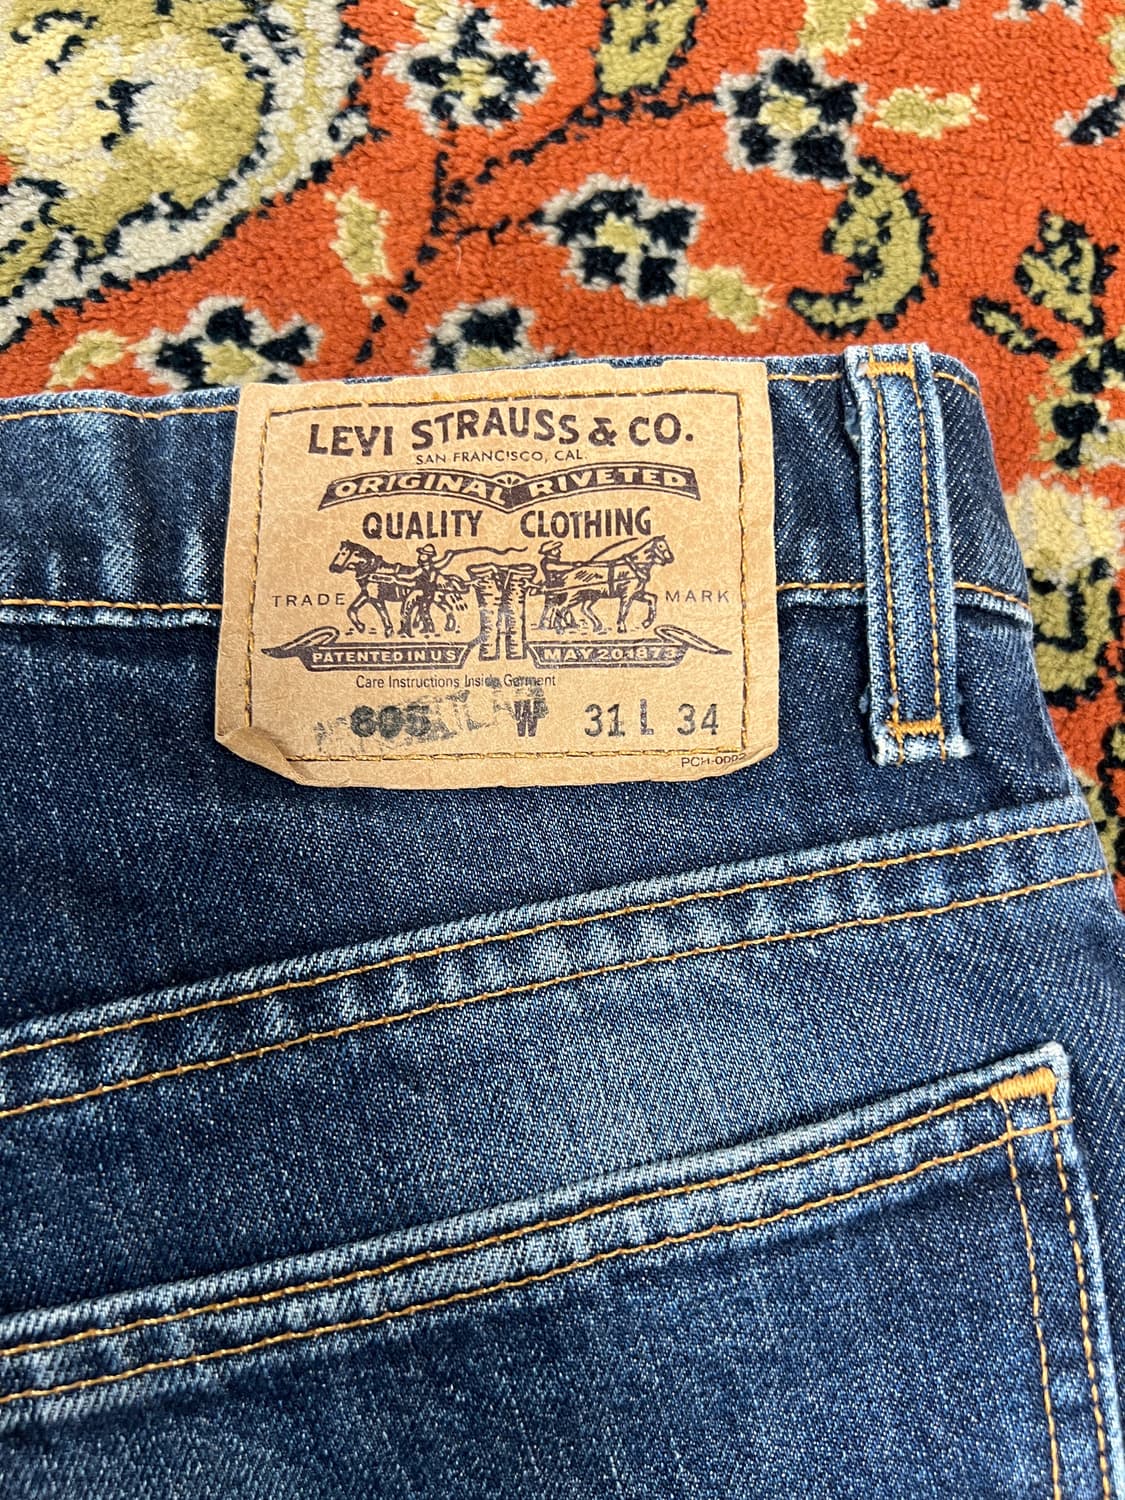 LEVI STRAUSS & CO.
SAN FRANCISCO, CAL.
ORIGINAL RIVETED
QUALITY CLOTHING
TRADE MARK
PATENTED IN U S MAY 20 1873
Care Instructions Inside Garment
605 W 31 L 34